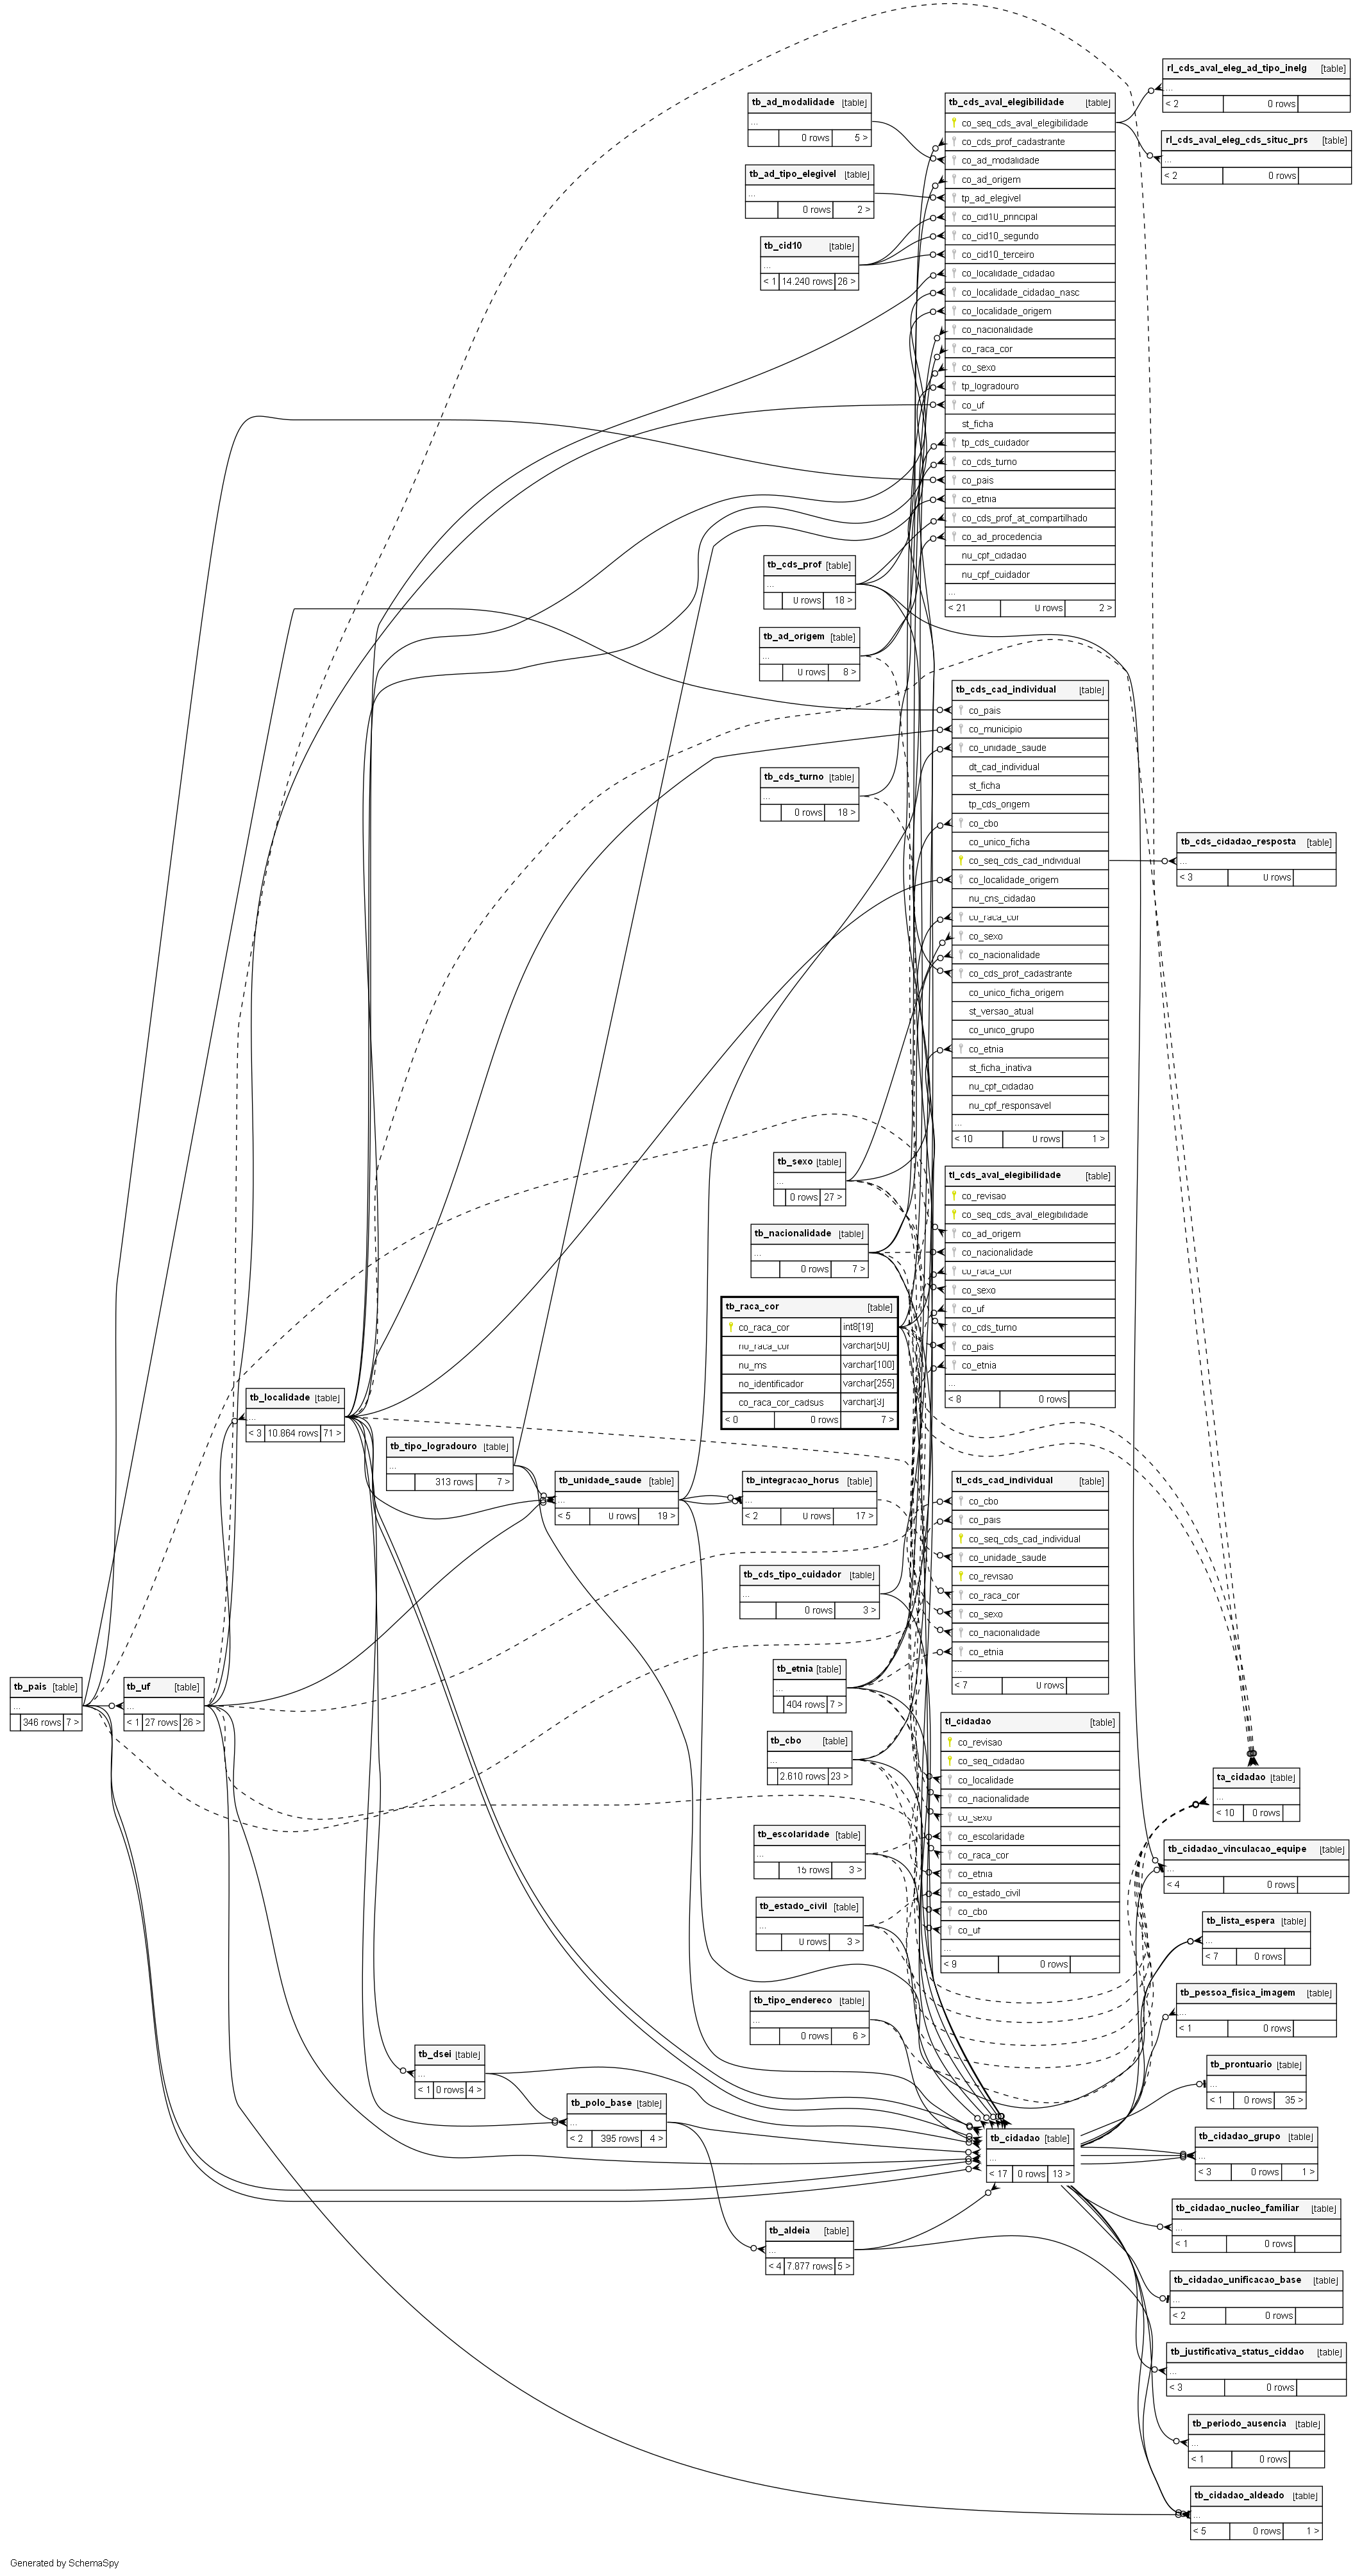 rl_cds_aval_eleg_ad_tipo_inelg [table]
...
< 2 0 rows
rl_cds_aval_eleg_cds_situc_prs [table]
...
< 2 0 rows
tb_ad_modalidade [table]
...
0 rows 5 >
tb_ad_tipo_elegivel [table]
...
0 rows 2 >
tb_cid10 [table]
...
< 1 14.240 rows 26 >
tb_cds_aval_elegibilidade [table]
co_seq_cds_aval_elegibilidade
co_cds_prof_cadastrante
co_ad_modalidade
co_ad_origem
tp_ad_elegivel
co_cid10_principal
co_cid10_segundo
co_cid10_terceiro
co_localidade_cidadao
co_localidade_cidadao_nasc
co_localidade_origem
co_nacionalidade
co_raca_cor
co_sexo
tp_logradouro
co_uf
st_ficha
tp_cds_cuidador
co_cds_turno
co_pais
co_etnia
co_cds_prof_at_compartilhado
co_ad_procedencia
nu_cpf_cidadao
nu_cpf_cuidador
...
< 21 0 rows 2 >
tb_cds_prof [table]
...
0 rows 18 >
tb_ad_origem [table]
...
0 rows 8 >
tb_cds_turno [table]
...
0 rows 18 >
tb_cds_cad_individual [table]
co_pais
co_municipio
co_unidade_saude
dt_cad_individual
st_ficha
tp_cds_origem
co_cbo
co_unico_ficha
co_seq_cds_cad_individual
co_localidade_origem
nu_cns_cidadao
co_raca_cor
co_sexo
co_nacionalidade
co_cds_prof_cadastrante
co_unico_ficha_origem
st_versao_atual
co_unico_grupo
co_etnia
st_ficha_inativa
nu_cpf_cidadao
nu_cpf_responsavel
...
< 10 0 rows 1 >
tb_cds_cidadao_resposta [table]
...
< 3 0 rows
tb_sexo [table]
...
0 rows 27 >
tb_nacionalidade [table]
...
0 rows 7 >
tb_raca_cor [table]
co_raca_cor int8[19]
no_raca_cor varchar[50]
nu_ms varchar[100]
no_identificador varchar[255]
co_raca_cor_cadsus varchar[3]
< 0 0 rows 7 >
tl_cds_aval_elegibilidade [table]
co_revisao
co_seq_cds_aval_elegibilidade
co_ad_origem
co_nacionalidade
co_raca_cor
co_sexo
co_uf
co_cds_turno
co_pais
co_etnia
...
< 8 0 rows
tb_localidade [table]
...
< 3 10.864 rows 71 >
tb_tipo_logradouro [table]
...
313 rows 7 >
tb_unidade_saude [table]
...
< 5 0 rows 19 >
tb_integracao_horus [table]
...
< 2 0 rows 17 >
tb_cds_tipo_cuidador [table]
...
0 rows 3 >
tl_cds_cad_individual [table]
co_cbo
co_pais
co_seq_cds_cad_individual
co_unidade_saude
co_revisao
co_raca_cor
co_sexo
co_nacionalidade
co_etnia
...
< 7 0 rows
tb_pais [table]
...
346 rows 7 >
tb_uf [table]
...
< 1 27 rows 26 >
tb_etnia [table]
...
404 rows 7 >
tb_cbo [table]
...
2.610 rows 23 >
tb_escolaridade [table]
...
15 rows 3 >
tb_estado_civil [table]
...
0 rows 3 >
tb_tipo_endereco [table]
...
0 rows 6 >
tl_cidadao [table]
co_revisao
co_seq_cidadao
co_localidade
co_nacionalidade
co_sexo
co_escolaridade
co_raca_cor
co_etnia
co_estado_civil
co_cbo
co_uf
...
< 9 0 rows
ta_cidadao [table]
...
< 10 0 rows
tb_cidadao_vinculacao_equipe [table]
...
< 4 0 rows
tb_lista_espera [table]
...
< 7 0 rows
tb_pessoa_fisica_imagem [table]
...
< 1 0 rows
tb_prontuario [table]
...
< 1 0 rows 35 >
tb_dsei [table]
...
< 1 0 rows 4 >
tb_polo_base [table]
...
< 2 395 rows 4 >
tb_cidadao [table]
...
< 17 0 rows 13 >
tb_cidadao_grupo [table]
...
< 3 0 rows 1 >
tb_cidadao_nucleo_familiar [table]
...
< 1 0 rows
tb_aldeia [table]
...
< 4 7.877 rows 5 >
tb_cidadao_unificacao_base [table]
...
< 2 0 rows
tb_justificativa_status_ciddao [table]
...
< 3 0 rows
tb_periodo_ausencia [table]
...
< 1 0 rows
tb_cidadao_aldeado [table]
...
< 5 0 rows 1 >
Generated by SchemaSpy